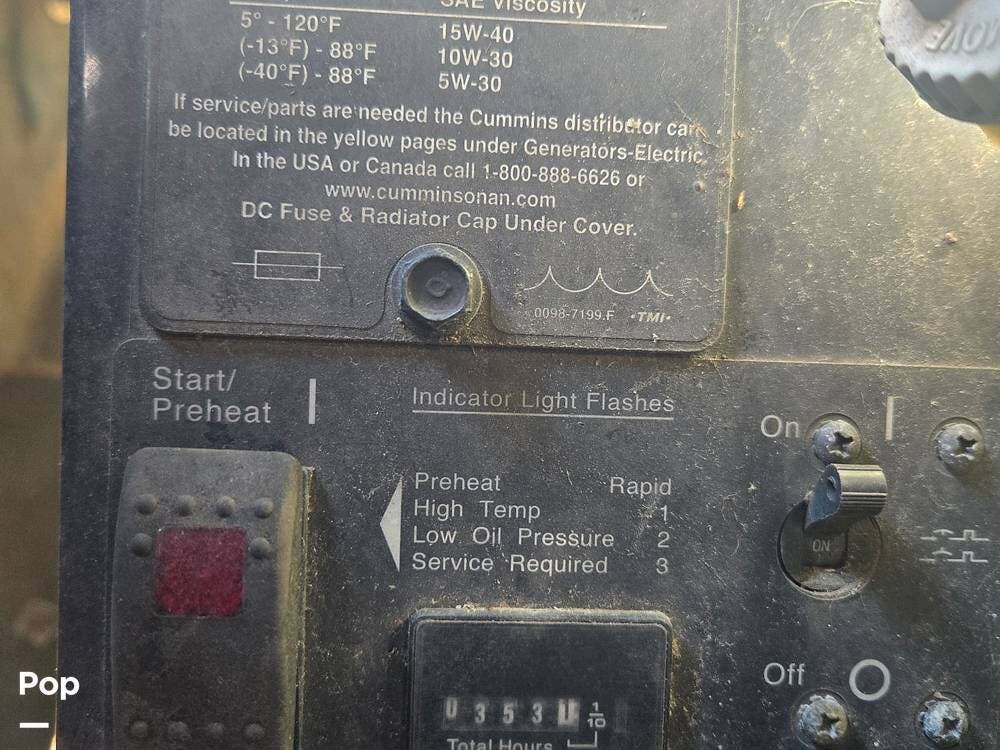 SAE Viscosity
5° - 120°F 15W-40
(-13°F) - 88°F 10W-30
(-40°F) - 88°F 5W-30
If service/parts are needed the Cummins distributor can
be located in the yellow pages under Generators-Electric.
In the USA or Canada call 1-800-888-6626 or
www.cumminsonan.com
DC Fuse & Radiator Cap Under Cover.
0098-7199.F •TMI•
Start/
Preheat
Indicator Light Flashes
On
Preheat Rapid
High Temp 1
Low Oil Pressure 2
Service Required 3
ON
Off
0353 1/10
Total Hours
Pop